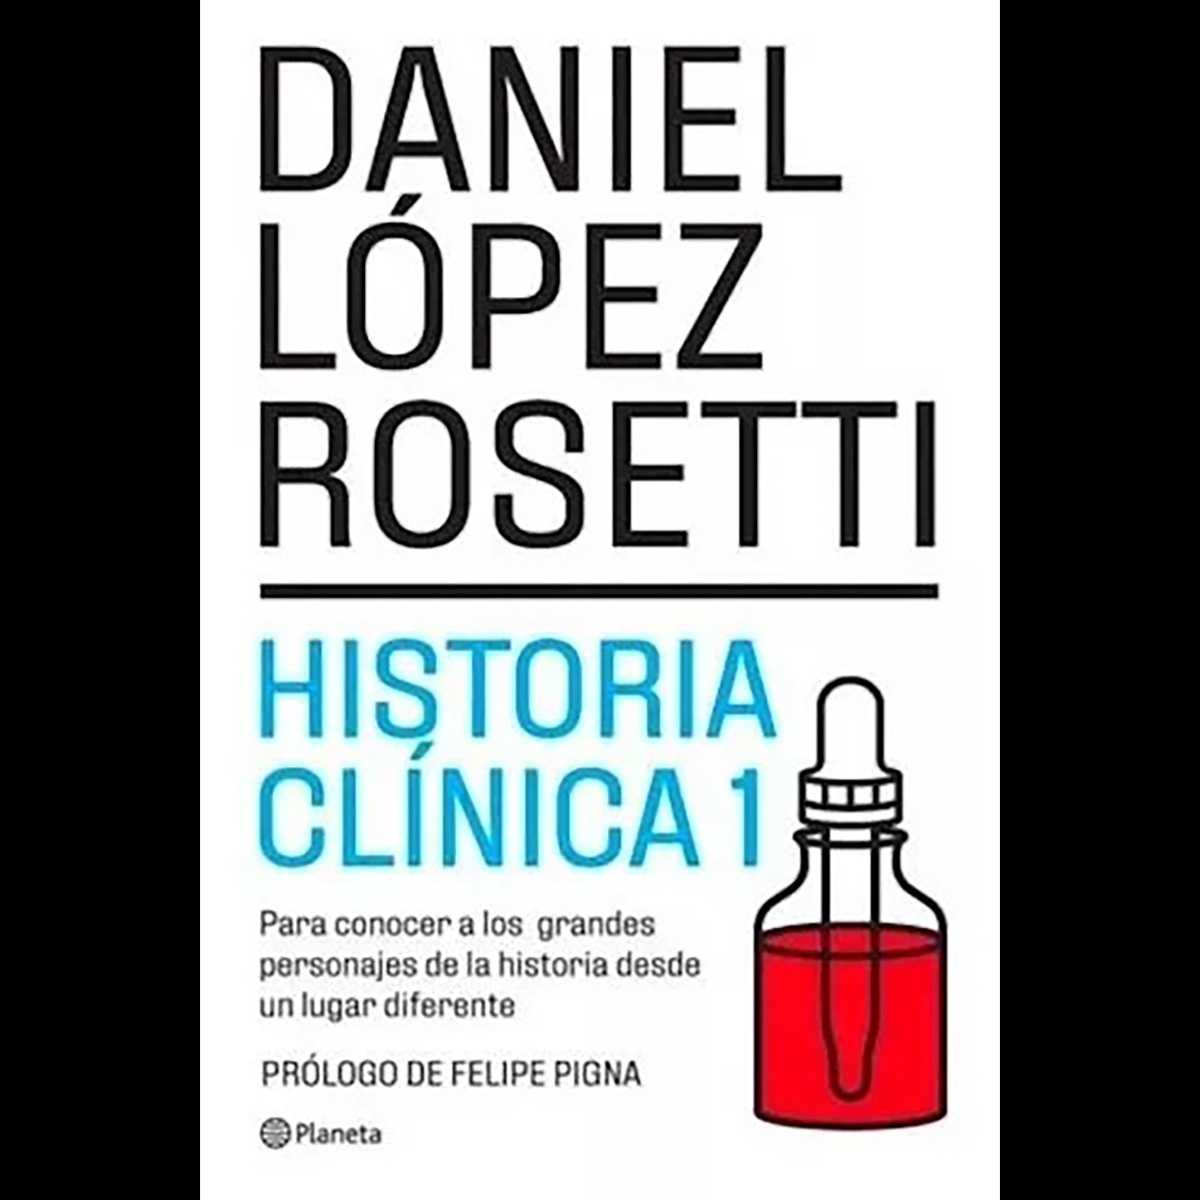 DANIEL
LÓPEZ
ROSETTI
HISTORIA
CLÍNICA 1
Para conocer a los grandes
personajes de la historia desde
un lugar diferente
PRÓLOGO DE FELIPE PIGNA
Planeta